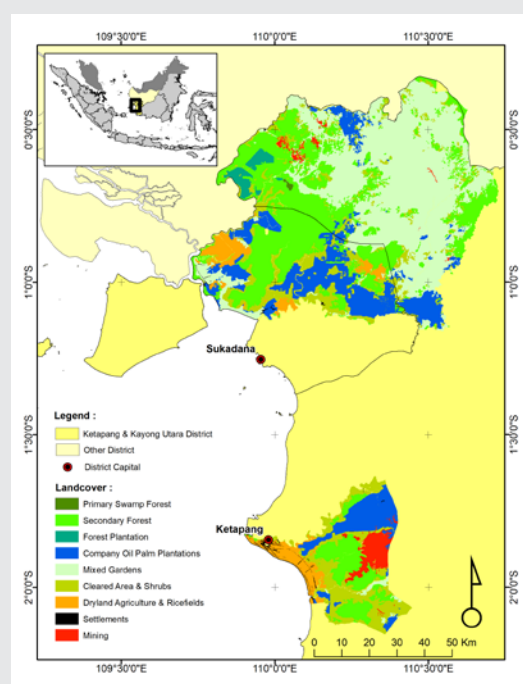 109°30'0"E 110°0'0"E 110°30'0"E
0°30'0"S 0°30'0"S
1°0'0"S 1°0'0"S
Sukadana
Legend :
Ketapang & Kayong Utara District
Other District
District Capital
1°30'0"S 1°30'0"S
Landcover :
Primary Swamp Forest
Secondary Forest
Forest Plantation
Company Oil Palm Plantations
Mixed Gardens
Cleared Area & Shrubs
Dryland Agriculture & Ricefields
Settlements
Mining
Ketapang
2°0'0"S 2°0'0"S
0 10 20 30 40 50 Km
109°30'0"E 110°0'0"E 110°30'0"E